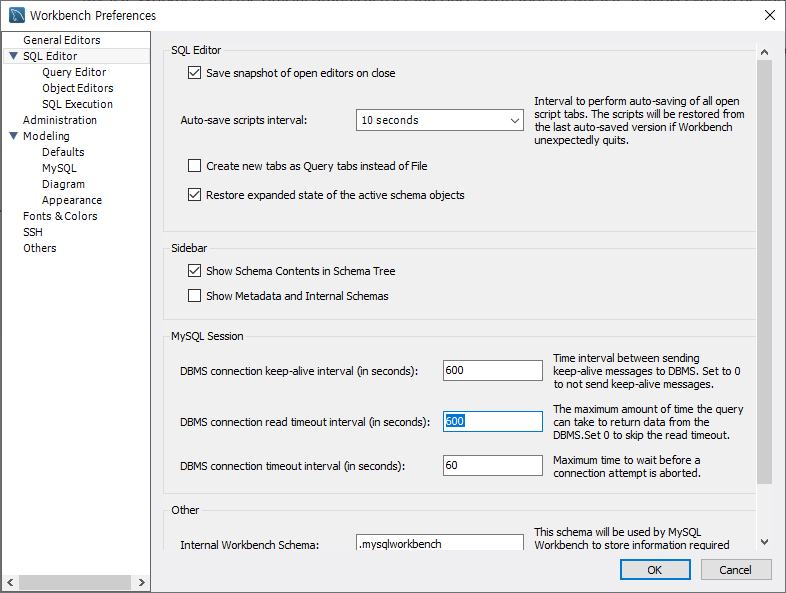 Workbench Preferences
General Editors
SQL Editor
Query Editor
Object Editors
SQL Execution
Administration
Modeling
Defaults
MySQL
Diagram
Appearance
Fonts & Colors
SSH
Others
SQL Editor
Save snapshot of open editors on close
Auto-save scripts interval:
10 seconds
Interval to perform auto-saving of all open
script tabs. The scripts will be restored from
the last auto-saved version if Workbench
unexpectedly quits.
Create new tabs as Query tabs instead of File
Restore expanded state of the active schema objects
Sidebar
Show Schema Contents in Schema Tree
Show Metadata and Internal Schemas
MySQL Session
DBMS connection keep-alive interval (in seconds):
600
Time interval between sending
keep-alive messages to DBMS. Set to 0
to not send keep-alive messages.
DBMS connection read timeout interval (in seconds):
600
The maximum amount of time the query
can take to return data from the
DBMS.Set 0 to skip the read timeout.
DBMS connection timeout interval (in seconds):
60
Maximum time to wait before a
connection attempt is aborted.
Other
Internal Workbench Schema:
.mysqlworkbench
This schema will be used by MySQL
Workbench to store information required
OK
Cancel